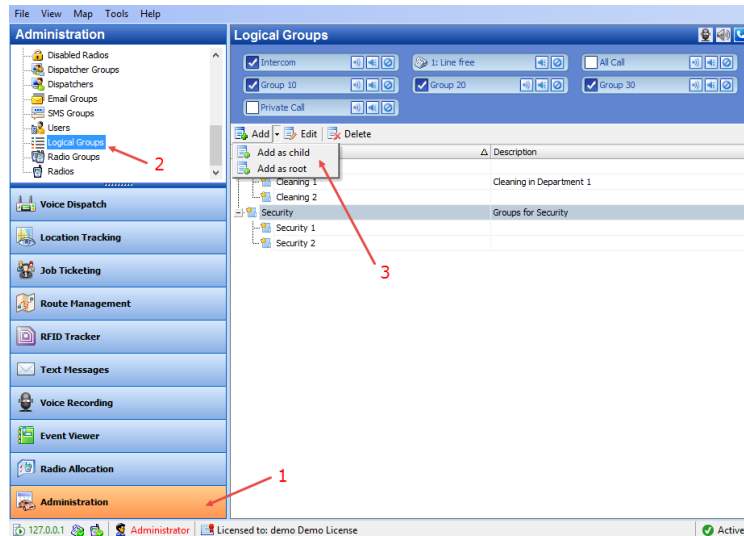 File View Map Tools Help
Administration
Disabled Radios
Dispatcher Groups
Dispatchers
Email Groups
SMS Groups
Users
Logical Groups
Radio Groups
Radios
2
Voice Dispatch
Location Tracking
Job Ticketing
Route Management
RFID Tracker
Text Messages
Voice Recording
Event Viewer
Radio Allocation
Administration
1
Logical Groups
Intercom 1: Line free All Call
Group 10 Group 20 Group 30
Private Call
Add Edit Delete
Add as child
Add as root
Description
Cleaning 1 Cleaning in Department 1
Cleaning 2
Security Groups for Security
Security 1
Security 2
3
127.0.0.1 Administrator Licensed to: demo Demo License Active